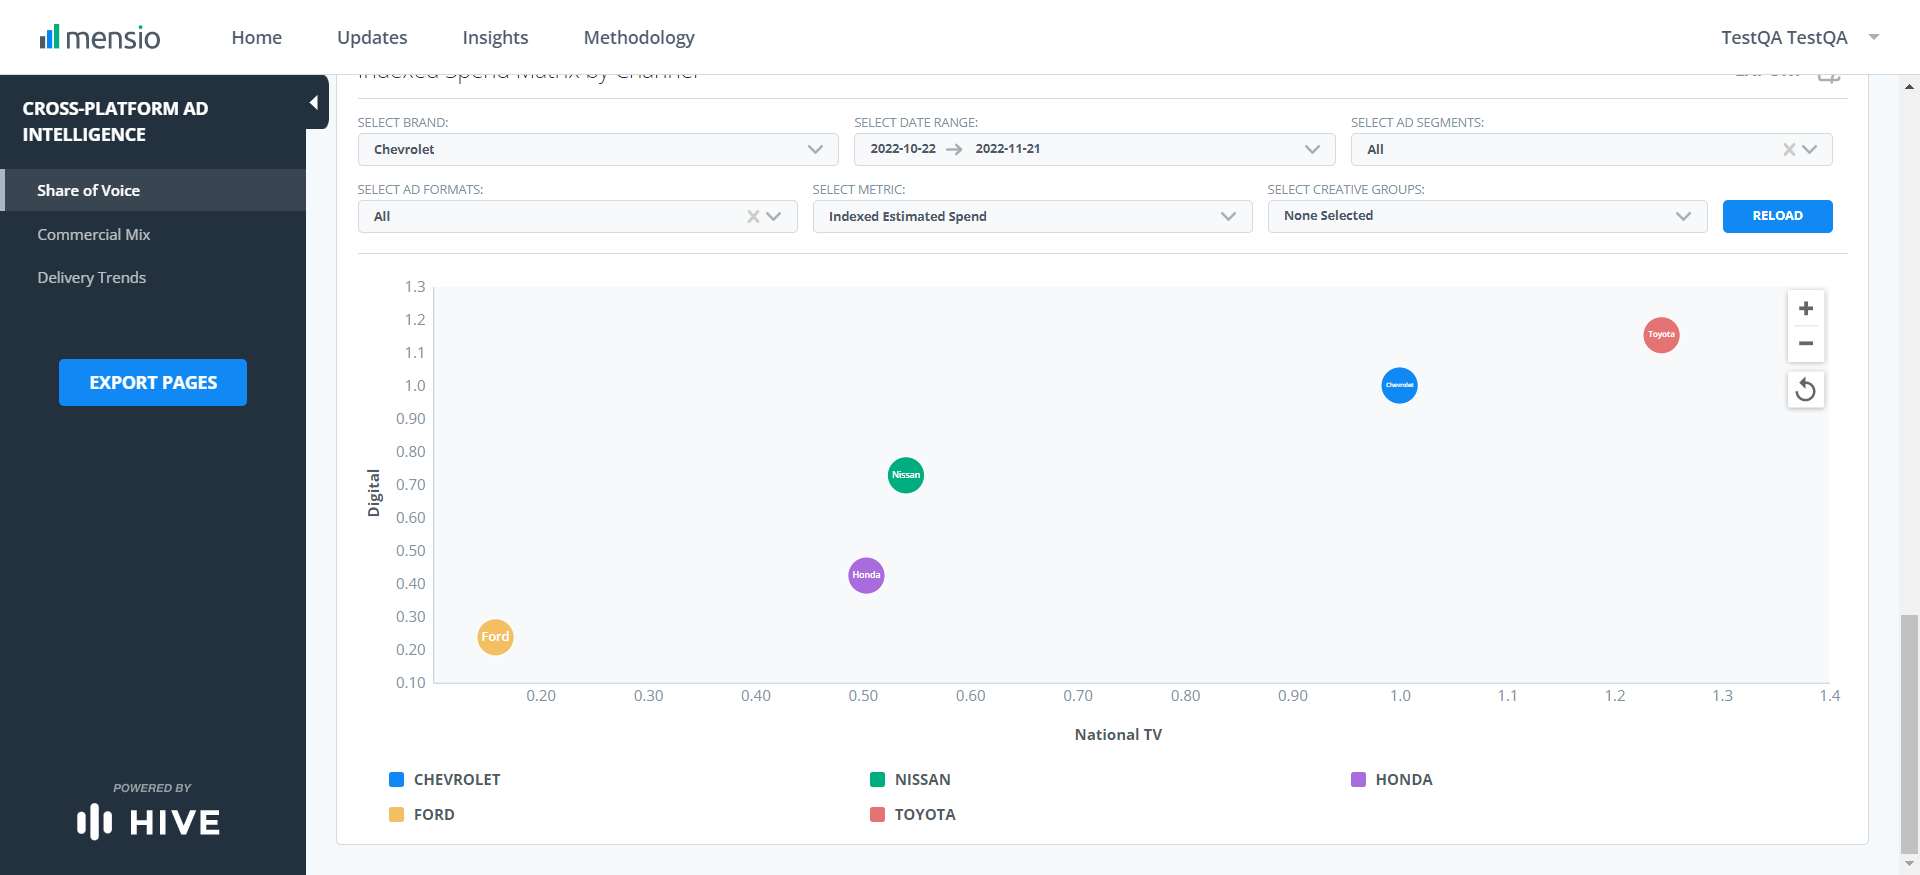 mensio
Home
Updates
Insights
Methodology
TestQA TestQA
CROSS-PLATFORM AD
INTELLIGENCE
Share of Voice
Commercial Mix
Delivery Trends
EXPORT PAGES
POWERED BY
HIVE
Indexed Spend Matrix by Channel
EXPORT
SELECT BRAND:
Chevrolet
SELECT DATE RANGE:
2022-10-22
2022-11-21
SELECT AD SEGMENTS:
All
SELECT AD FORMATS:
All
SELECT METRIC:
Indexed Estimated Spend
SELECT CREATIVE GROUPS:
None Selected
RELOAD
1.3
1.2
1.1
1.0
0.90
0.80
0.70
0.60
0.50
0.40
0.30
0.20
0.10
Digital
Toyota
Chevrolet
Nissan
Honda
Ford
0.20
0.30
0.40
0.50
0.60
0.70
0.80
0.90
1.0
1.1
1.2
1.3
1.4
National TV
CHEVROLET
NISSAN
HONDA
FORD
TOYOTA